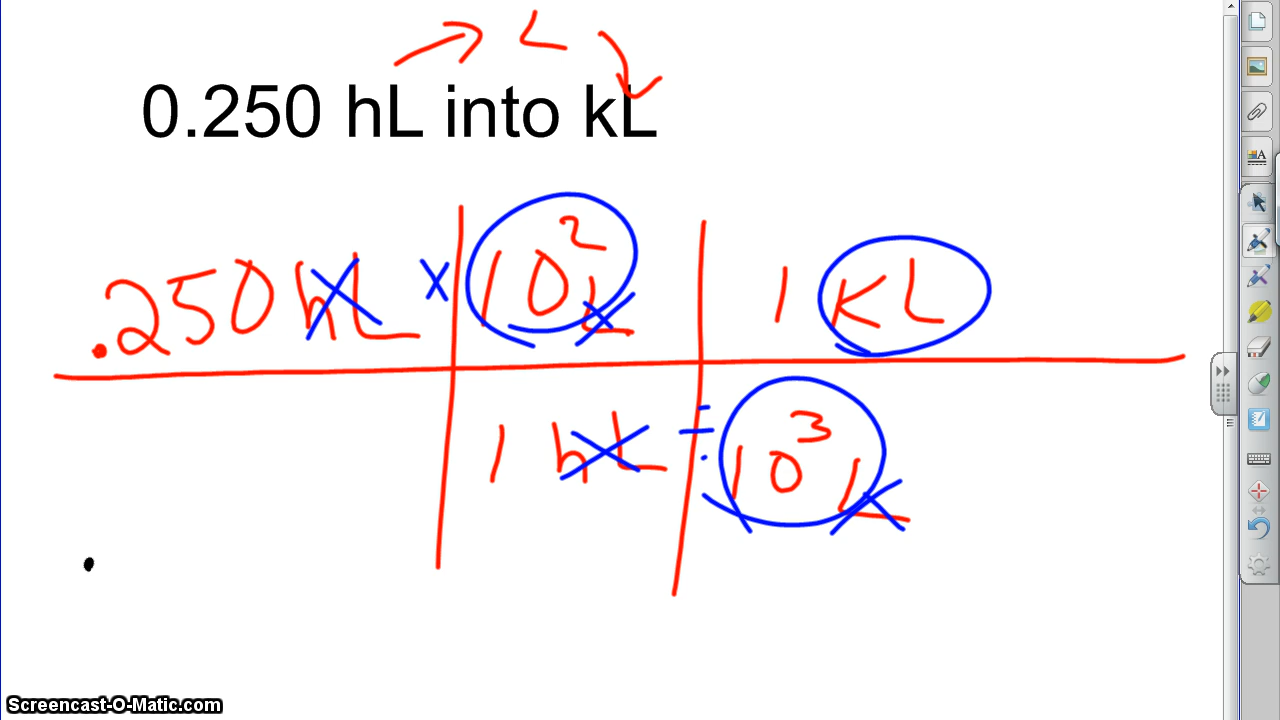 → L
0.250 hL into kL
.250 hL x 10² L 1 KL
1 hL ÷ 10³ L
.
Screencast-O-Matic.com